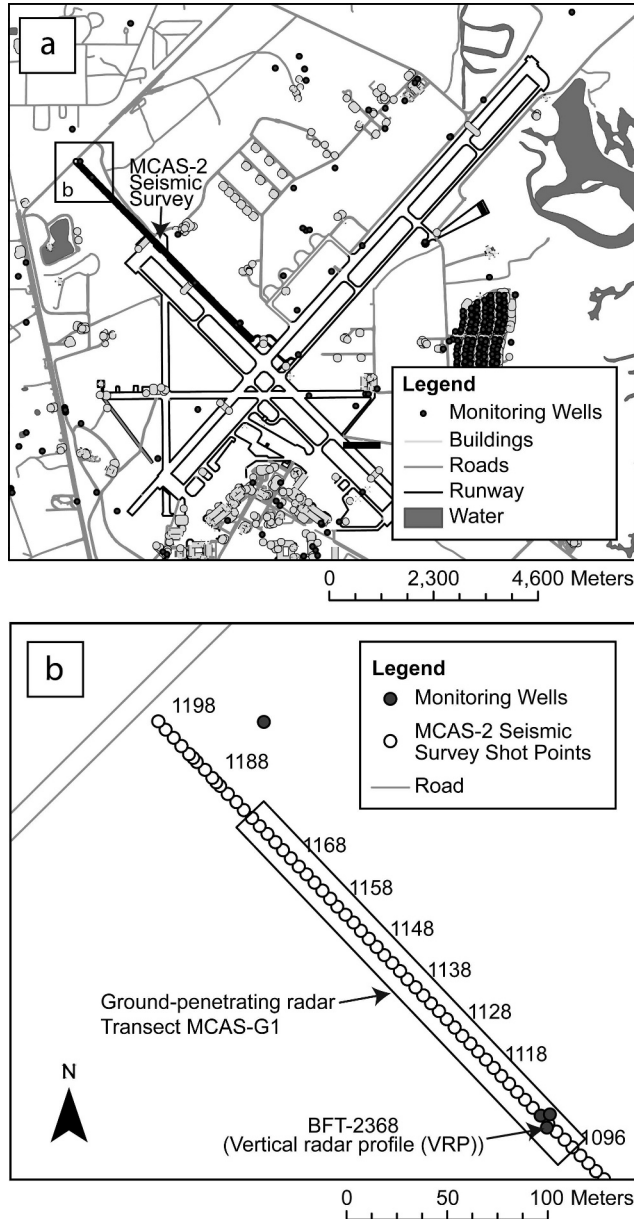 a
b
MCAS-2
Seismic
Survey
Legend
Monitoring Wells
Buildings
Roads
Runway
Water
0 2,300 4,600 Meters
b
Legend
Monitoring Wells
MCAS-2 Seismic
Survey Shot Points
Road
1198
1188
1168
1158
1148
1138
1128
1118
1096
Ground-penetrating radar
Transect MCAS-G1
BFT-2368
(Vertical radar profile (VRP))
N
0 50 100 Meters